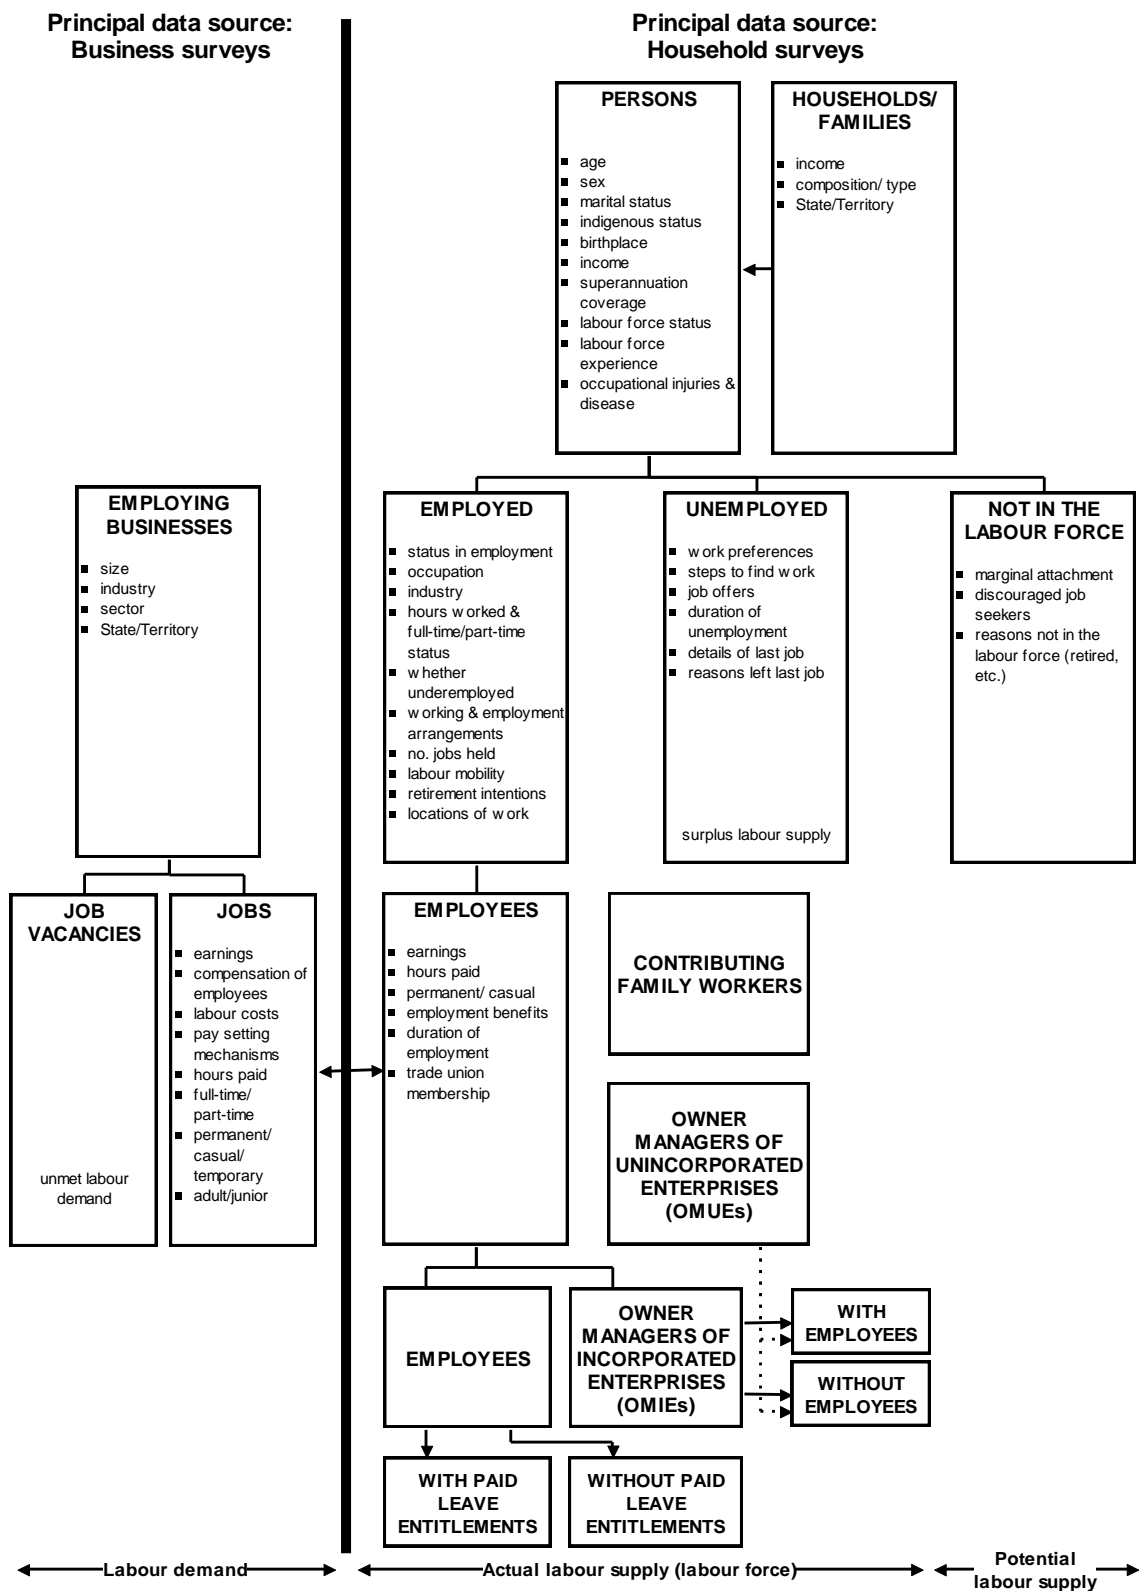 Principal data source:
Business surveys
Principal data source:
Household surveys
PERSONS
■ age
■ sex
■ marital status
■ indigenous status
■ birthplace
■ income
■ superannuation
coverage
■ labour force status
■ labour force
experience
■ occupational injuries &
disease
HOUSEHOLDS/
FAMILIES
■ income
■ composition/ type
■ State/Territory
EMPLOYING
BUSINESSES
■ size
■ industry
■ sector
■ State/Territory
EMPLOYED
■ status in employment
■ occupation
■ industry
■ hours worked &
full-time/part-time
status
■ whether
underemployed
■ working & employment
arrangements
■ no. jobs held
■ labour mobility
■ retirement intentions
■ locations of work
UNEMPLOYED
■ work preferences
■ steps to find work
■ job offers
■ duration of
unemployment
■ details of last job
■ reasons left last job
surplus labour supply
NOT IN THE
LABOUR FORCE
■ marginal attachment
■ discouraged job
seekers
■ reasons not in the
labour force (retired,
etc.)
JOB
VACANCIES
unmet labour
demand
JOBS
■ earnings
■ compensation of
employees
■ labour costs
■ pay setting
mechanisms
■ hours paid
■ full-time/
part-time
■ permanent/
casual/
temporary
■ adult/junior
EMPLOYEES
■ earnings
■ hours paid
■ permanent/ casual
■ employment benefits
■ duration of
employment
■ trade union
membership
CONTRIBUTING
FAMILY WORKERS
OWNER
MANAGERS OF
UNINCORPORATED
ENTERPRISES
(OMUEs)
EMPLOYEES
OWNER
MANAGERS OF
INCORPORATED
ENTERPRISES
(OMIEs)
WITH
EMPLOYEES
WITHOUT
EMPLOYEES
WITH PAID
LEAVE
ENTITLEMENTS
WITHOUT PAID
LEAVE
ENTITLEMENTS
Labour demand
Actual labour supply (labour force)
Potential
labour supply